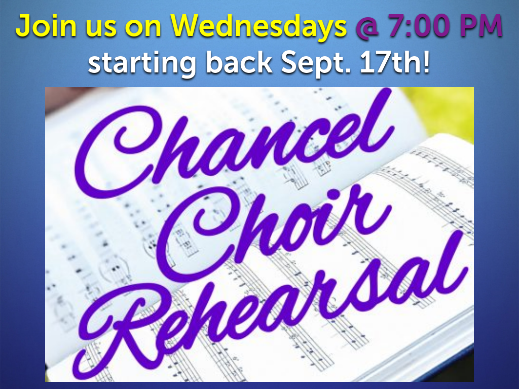 Join us on Wednesdays @ 7:00 PM
starting back Sept. 17th!
Chancel
Choir
Rehearsal